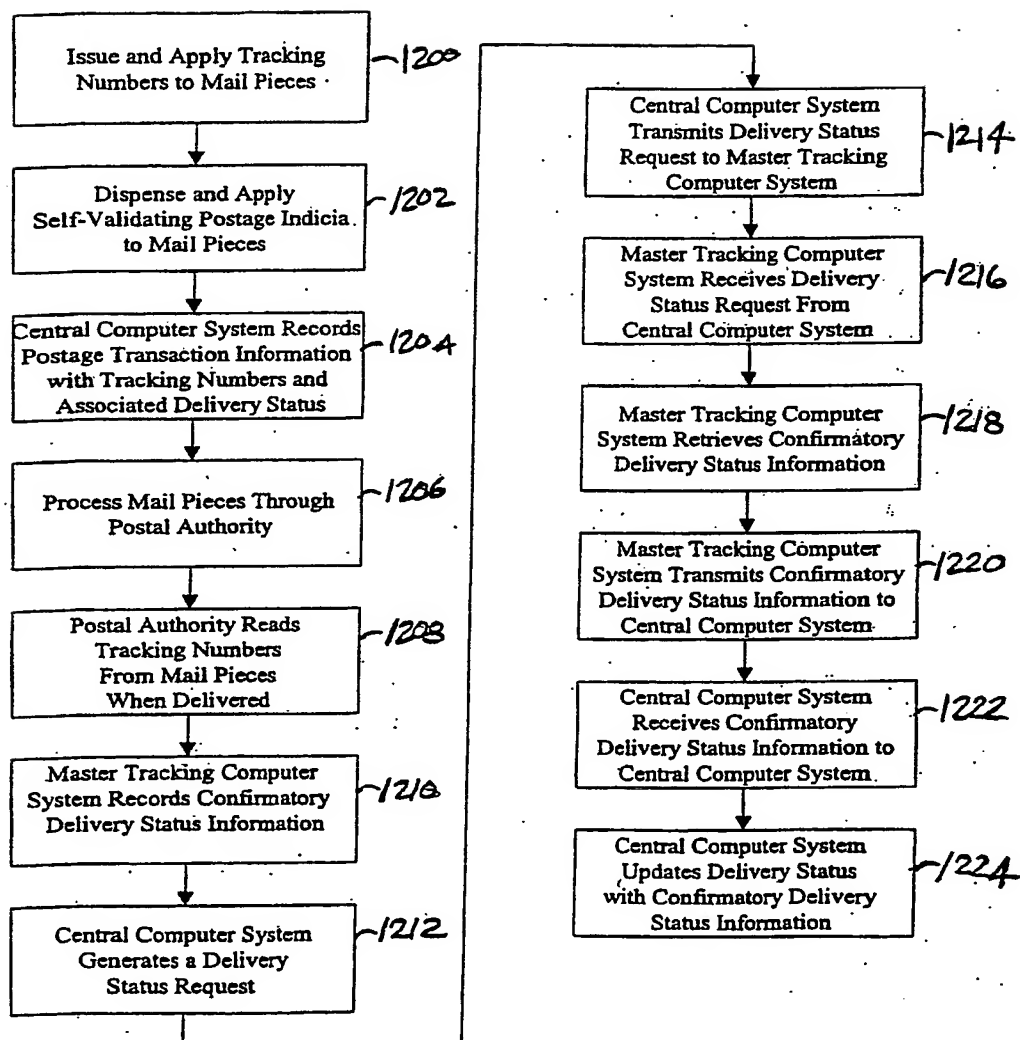 Issue and Apply Tracking
Numbers to Mail Pieces
1200
Dispense and Apply
Self-Validating Postage Indicia
to Mail Pieces
1202
Central Computer System Records
Postage Transaction Information
with Tracking Numbers and
Associated Delivery Status
1204
Process Mail Pieces Through
Postal Authority
1206
Postal Authority Reads
Tracking Numbers
From Mail Pieces
When Delivered
1208
Master Tracking Computer
System Records Confirmatory
Delivery Status Information
1210
Central Computer System
Generates a Delivery
Status Request
1212
Central Computer System
Transmits Delivery Status
Request to Master Tracking
Computer System
1214
Master Tracking Computer
System Receives Delivery
Status Request From
Central Computer System
1216
Master Tracking Computer
System Retrieves Confirmatory
Delivery Status Information
1218
Master Tracking Computer
System Transmits Confirmatory
Delivery Status Information to
Central Computer System
1220
Central Computer System
Receives Confirmatory
Delivery Status Information to
Central Computer System
1222
Central Computer System
Updates Delivery Status
with Confirmatory Delivery
Status Information
1224